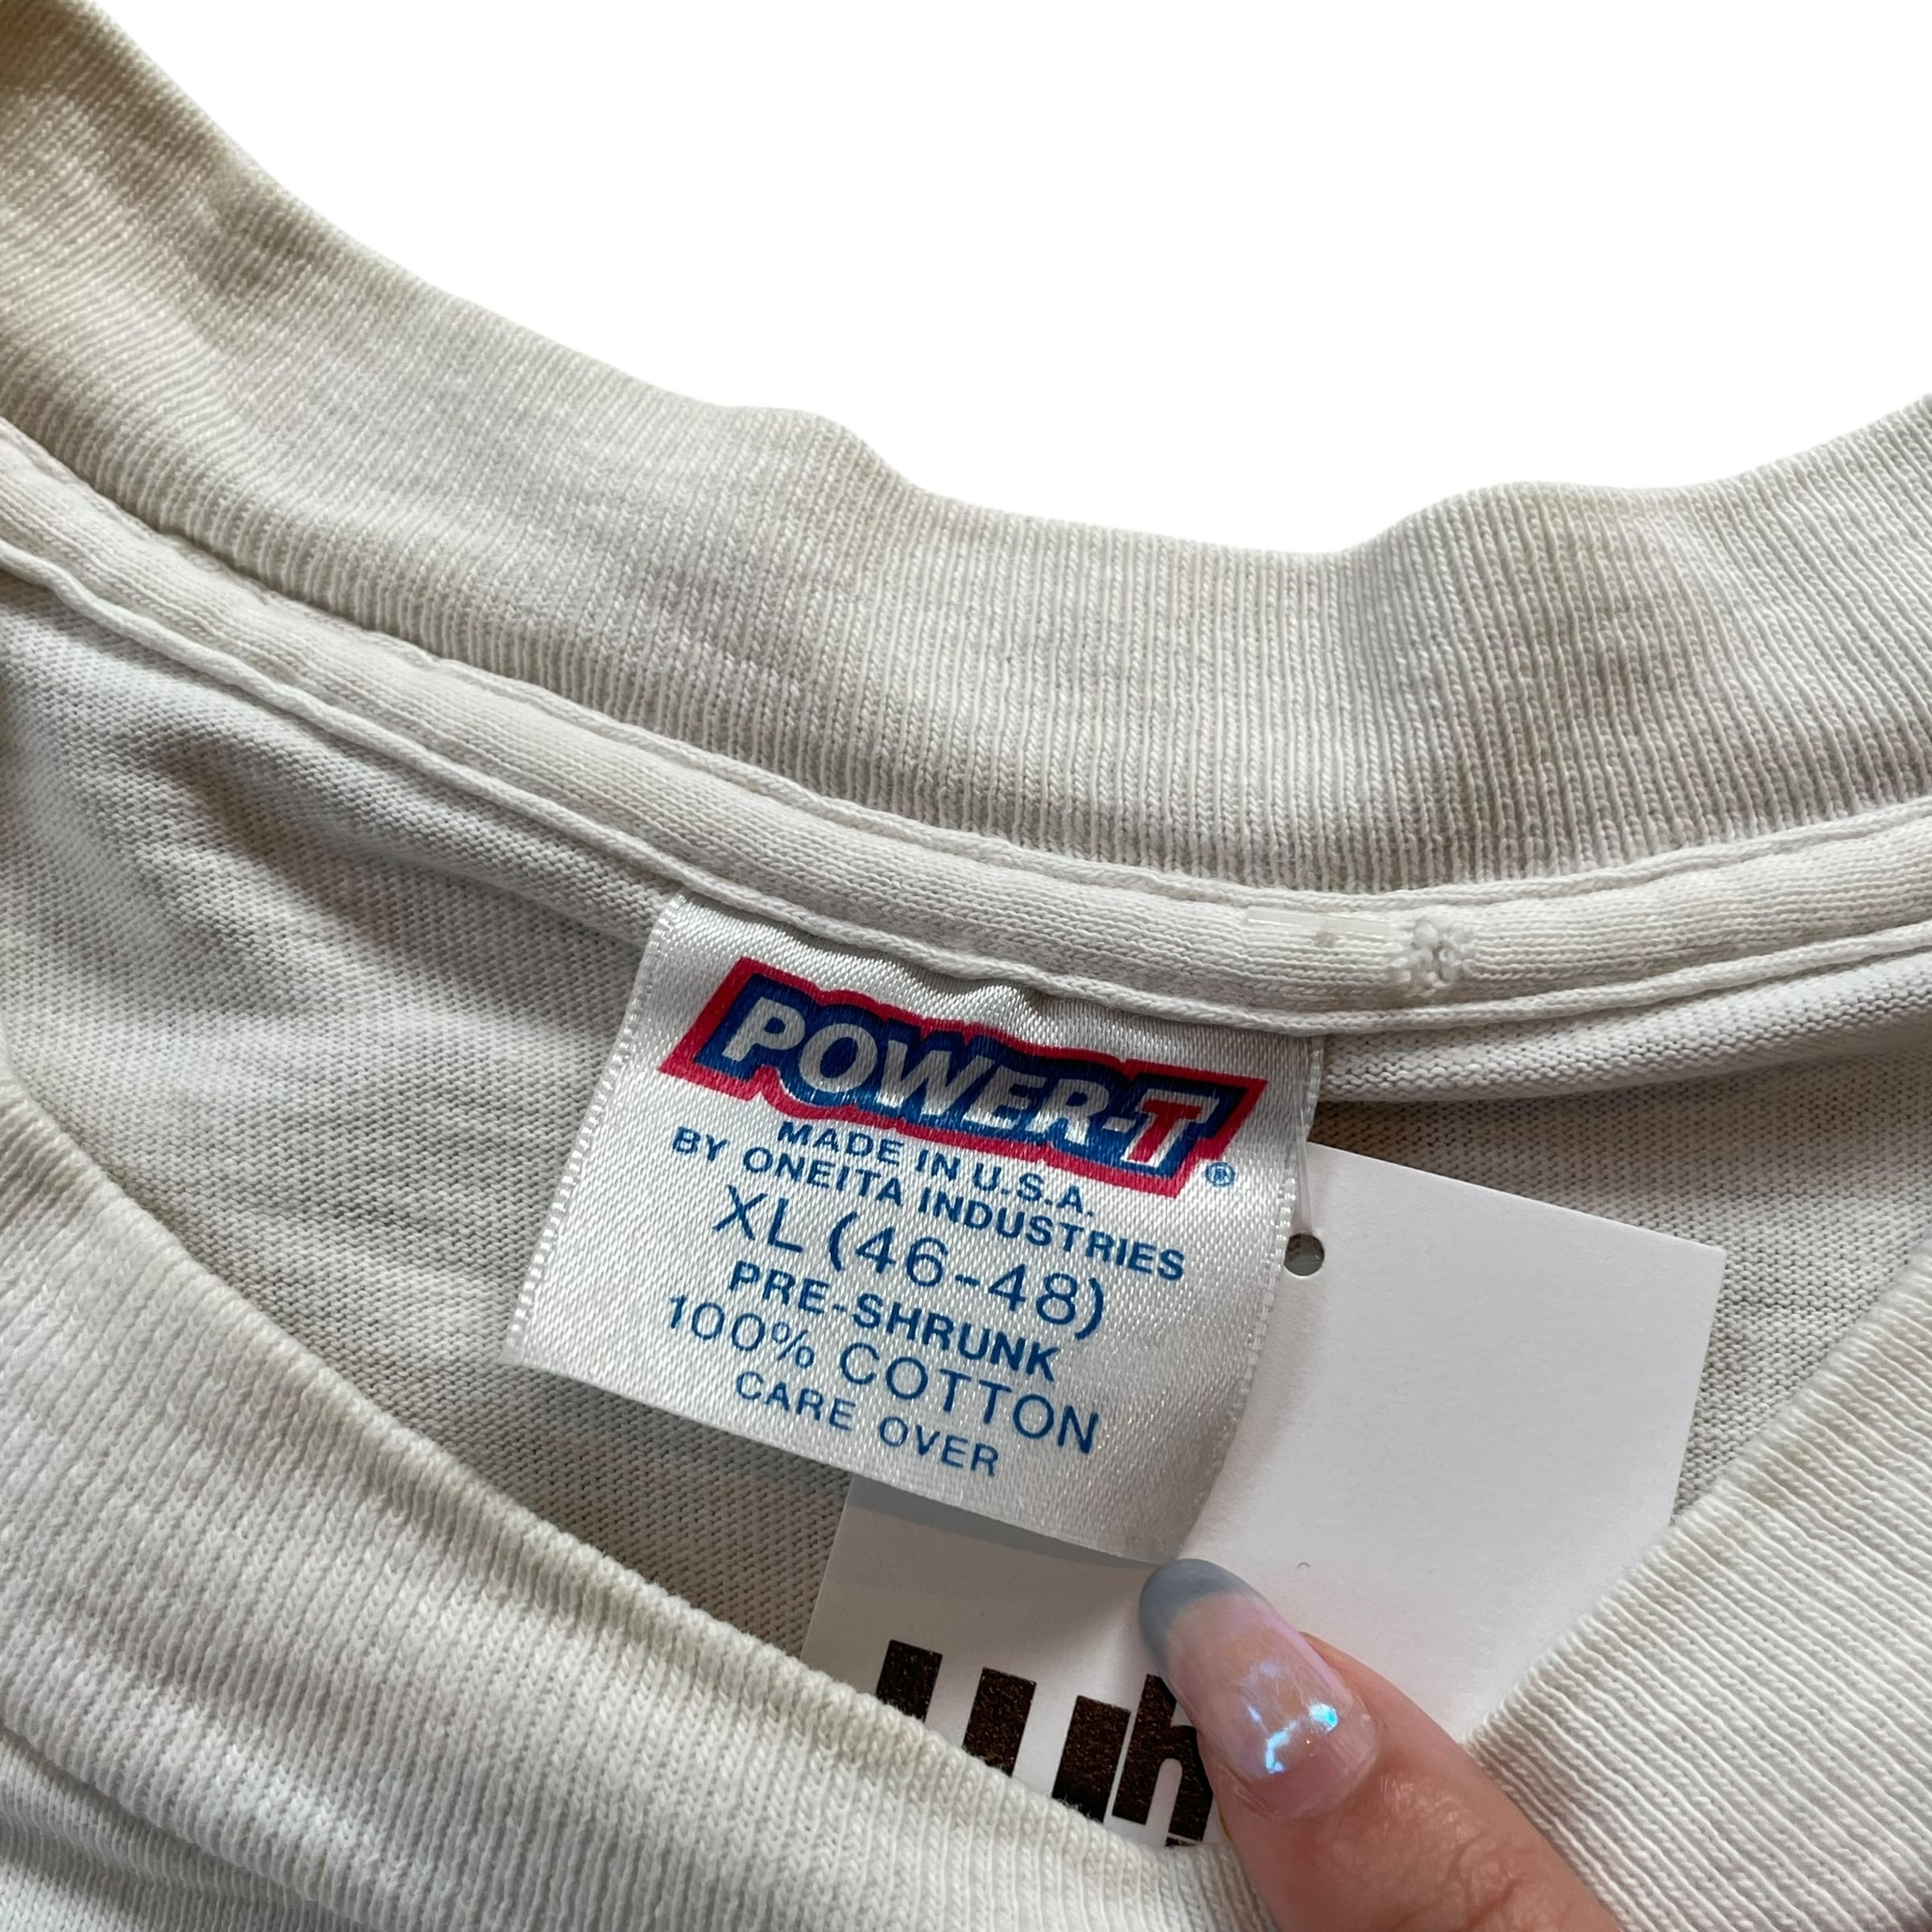 POWER-T®
MADE IN U.S.A.
BY ONEITA INDUSTRIES
XL (46-48)
PRE-SHRUNK
100% COTTON
CARE OVER